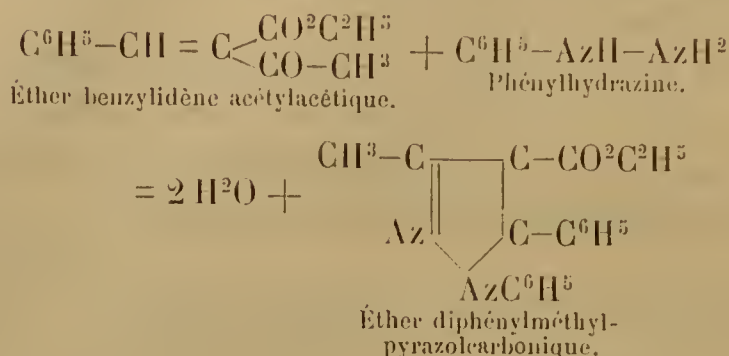 C⁶H⁵–CH = C<CO²C²H⁵ CO–CH³ + C⁶H⁵–AzH–AzH²
Éther benzylidène acétylacétique. Phénylhydrazine.
= 2 H²O + CH³–C C–CO²C²H⁵
Az C–C⁶H⁵
AzC⁶H⁵
Éther diphénylméthyl-
pyrazolcarbonique.